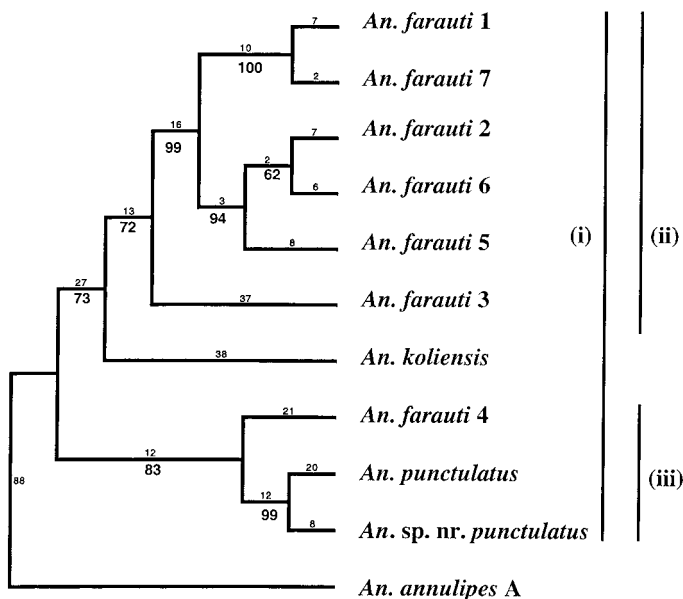 7
An. farauti 1
10
100
2
An. farauti 7
16
99
7
An. farauti 2
2
62
6
An. farauti 6
3
94
8
An. farauti 5
(i)
(ii)
13
72
37
An. farauti 3
27
73
38
An. koliensis
21
An. farauti 4
12
83
20
An. punctulatus
88
12
99
(iii)
8
An. sp. nr. punctulatus
An. annulipes A